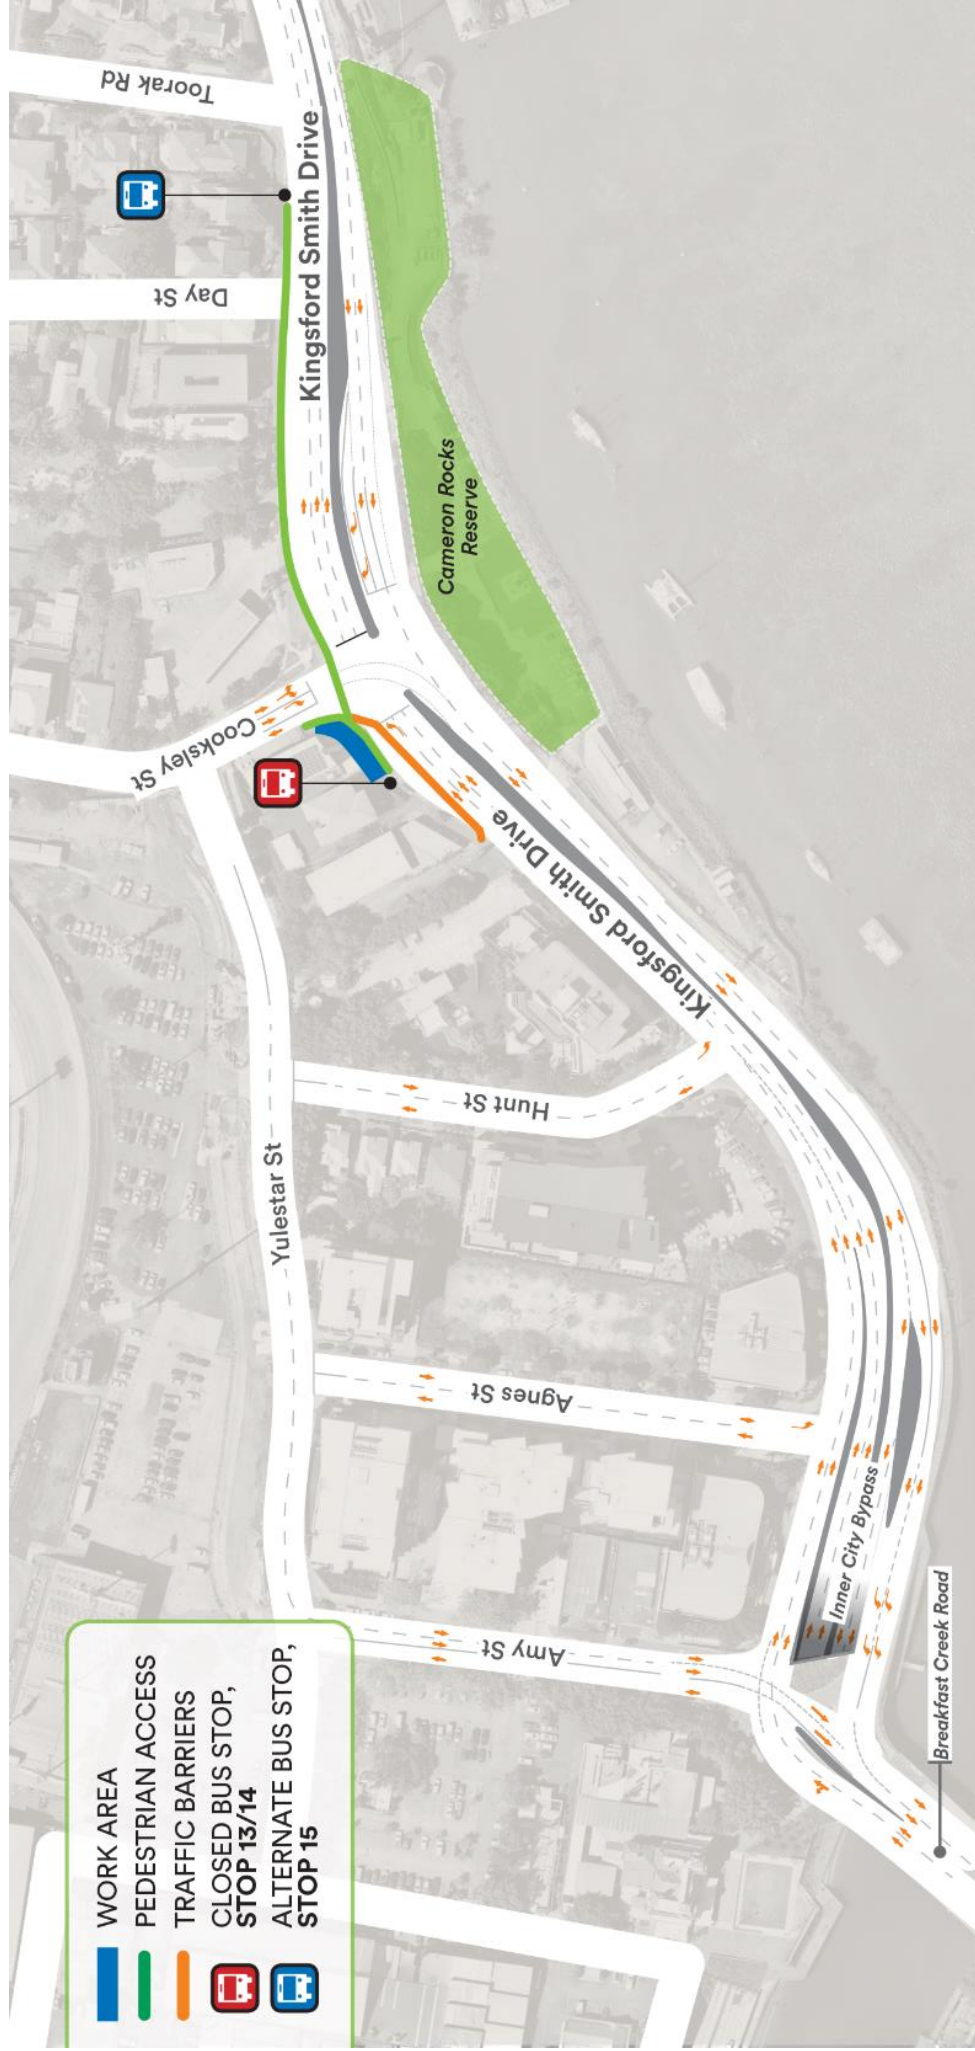 Toorak Rd
Day St
Kingsford Smith Drive
Cameron Rocks
Reserve
Cooksley St
Kingsford Smith Drive
Hunt St
Yulestar St
Agnes St
Inner City Bypass
Amy St
Breakfast Creek Road
WORK AREA
PEDESTRIAN ACCESS
TRAFFIC BARRIERS
CLOSED BUS STOP,
STOP 13/14
ALTERNATE BUS STOP,
STOP 15